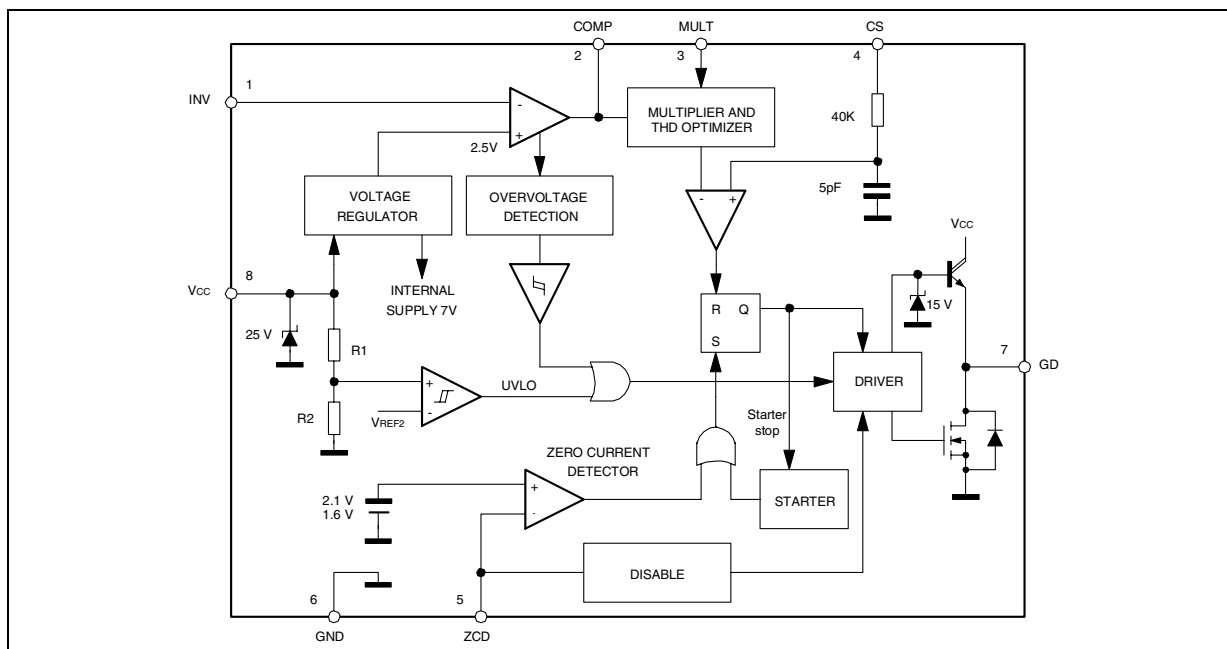 COMP
MULT
CS
2
3
4
1
INV
MULTIPLIER AND
THD OPTIMIZER
40K
2.5V
-
+
VOLTAGE
REGULATOR
OVERVOLTAGE
DETECTION
-
+
5pF
VCC
8
VCC
INTERNAL
SUPPLY 7V
R Q
S
15 V
25 V
R1
7
GD
DRIVER
+
-
UVLO
R2
VREF2
Starter
stop
ZERO CURRENT
DETECTOR
2.1 V
1.6 V
+
-
STARTER
DISABLE
6
5
GND
ZCD